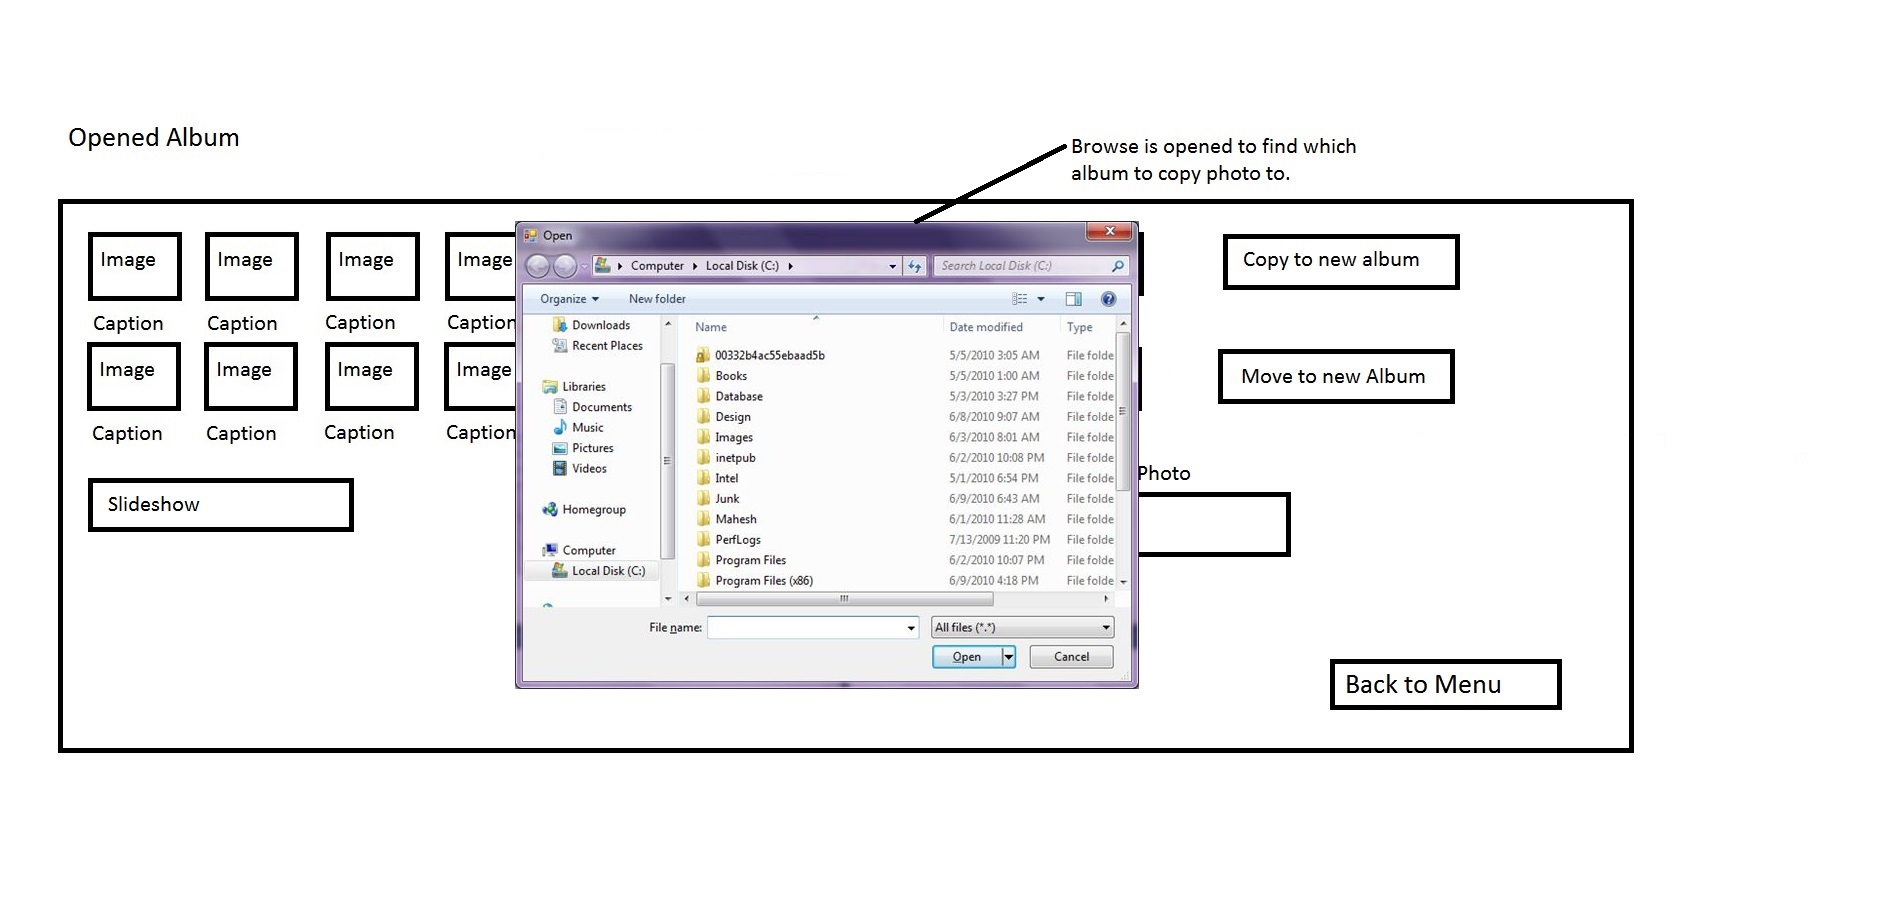 Opened Album
Browse is opened to find which
album to copy photo to.
Image
Image
Image
Image
Caption
Caption
Caption
Caption
Image
Image
Image
Image
Caption
Caption
Caption
Caption
Slideshow
Open
Computer
Local Disk (C:)
Search Local Disk (C:)
Organize
New folder
Downloads
Recent Places
Libraries
Documents
Music
Pictures
Videos
Homegroup
Computer
Local Disk (C:)
Name Date modified Type
00332b4ac55ebaad5b 5/5/2010 3:05 AM File folde
Books 5/5/2010 1:00 AM File folde
Database 5/3/2010 3:27 PM File folde
Design 6/8/2010 9:07 AM File folde
Images 6/3/2010 8:01 AM File folde
inetpub 6/2/2010 10:08 PM File folde
Intel 5/1/2010 6:54 PM File folde
Junk 6/9/2010 6:43 AM File folde
Mahesh 6/1/2010 11:28 AM File folde
PerfLogs 7/13/2009 11:20 PM File folde
Program Files 6/2/2010 10:07 PM File folde
Program Files (x86) 6/9/2010 4:18 PM File folde
File name:
All files (*.*)
Open
Cancel
Copy to new album
Move to new Album
Photo
Back to Menu